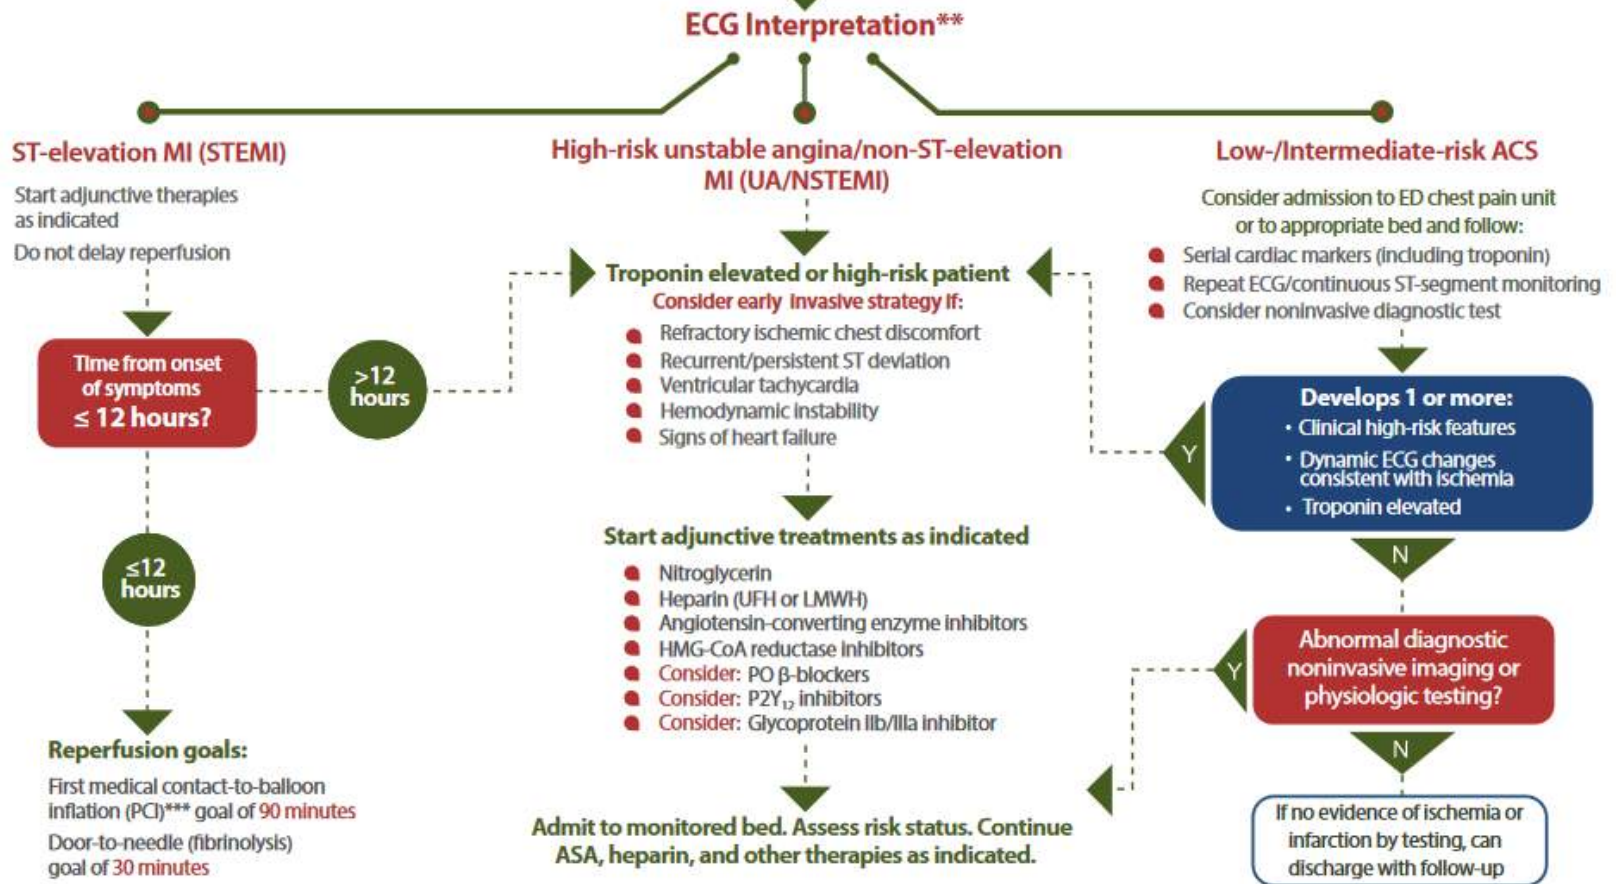 ECG Interpretation**
ST-elevation MI (STEMI)
Start adjunctive therapies
as indicated
Do not delay reperfusion
Time from onset
of symptoms
≤ 12 hours?
>12
hours
≤12
hours
Reperfusion goals:
First medical contact-to-balloon
inflation (PCI)*** goal of 90 minutes
Door-to-needle (fibrinolysis)
goal of 30 minutes
High-risk unstable angina/non-ST-elevation
MI (UA/NSTEMI)
Troponin elevated or high-risk patient
Consider early invasive strategy if:
Refractory ischemic chest discomfort
Recurrent/persistent ST deviation
Ventricular tachycardia
Hemodynamic instability
Signs of heart failure
Start adjunctive treatments as indicated
Nitroglycerin
Heparin (UFH or LMWH)
Angiotensin-converting enzyme inhibitors
HMG-CoA reductase inhibitors
Consider: PO β-blockers
Consider: P2Y₁₂ inhibitors
Consider: Glycoprotein IIb/IIIa inhibitor
Admit to monitored bed. Assess risk status. Continue
ASA, heparin, and other therapies as indicated.
Low-/Intermediate-risk ACS
Consider admission to ED chest pain unit
or to appropriate bed and follow:
Serial cardiac markers (including troponin)
Repeat ECG/continuous ST-segment monitoring
Consider noninvasive diagnostic test
Develops 1 or more:
• Clinical high-risk features
• Dynamic ECG changes
consistent with ischemia
• Troponin elevated
Y
N
Abnormal diagnostic
noninvasive imaging or
physiologic testing?
Y
N
If no evidence of ischemia or
infarction by testing, can
discharge with follow-up